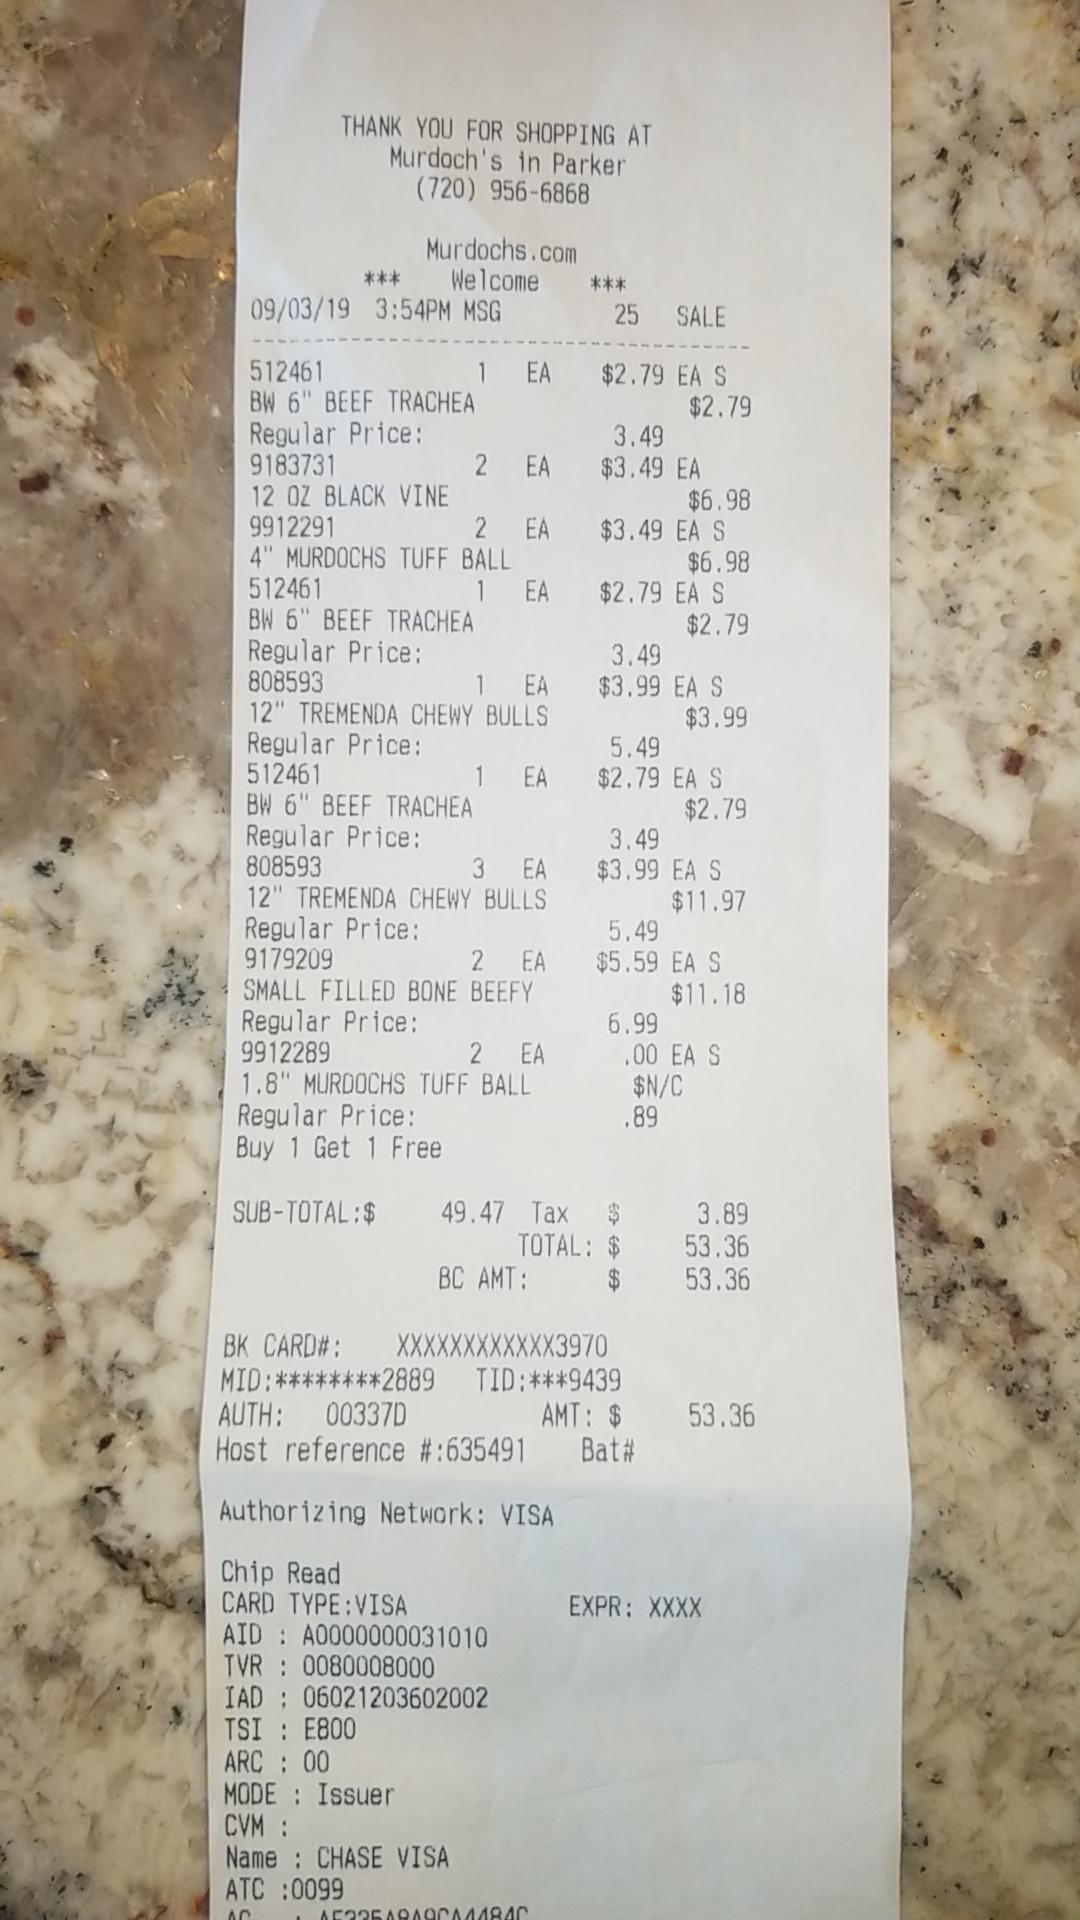 THANK YOU FOR SHOPPING AT
Murdoch's in Parker
(720) 956-6868
Murdochs.com
*** Welcome ***
09/03/19 3:54PM MSG 25 SALE
--------------------------------------------
512461 1 EA $2.79 EA S
BW 6" BEEF TRACHEA $2.79
Regular Price: 3.49
9183731 2 EA $3.49 EA
12 OZ BLACK VINE $6.98
9912291 2 EA $3.49 EA S
4" MURDOCHS TUFF BALL $6.98
512461 1 EA $2.79 EA S
BW 6" BEEF TRACHEA $2.79
Regular Price: 3.49
808593 1 EA $3.99 EA S
12" TREMENDA CHEWY BULLS $3.99
Regular Price: 5.49
512461 1 EA $2.79 EA S
BW 6" BEEF TRACHEA $2.79
Regular Price: 3.49
808593 3 EA $3.99 EA S
12" TREMENDA CHEWY BULLS $11.97
Regular Price: 5.49
9179209 2 EA $5.59 EA S
SMALL FILLED BONE BEEFY $11.18
Regular Price: 6.99
9912289 2 EA .00 EA S
1.8" MURDOCHS TUFF BALL $N/C
Regular Price: .89
Buy 1 Get 1 Free
SUB-TOTAL:$ 49.47 Tax $ 3.89
TOTAL: $ 53.36
BC AMT: $ 53.36
BK CARD#: XXXXXXXXXXXX3970
MID:********2889 TID:***9439
AUTH: 00337D AMT: $ 53.36
Host reference #:635491 Bat#
Authorizing Network: VISA
Chip Read
CARD TYPE:VISA EXPR: XXXX
AID : A0000000031010
TVR : 0080008000
IAD : 06021203602002
TSI : E800
ARC : 00
MODE : Issuer
CVM :
Name : CHASE VISA
ATC :0099